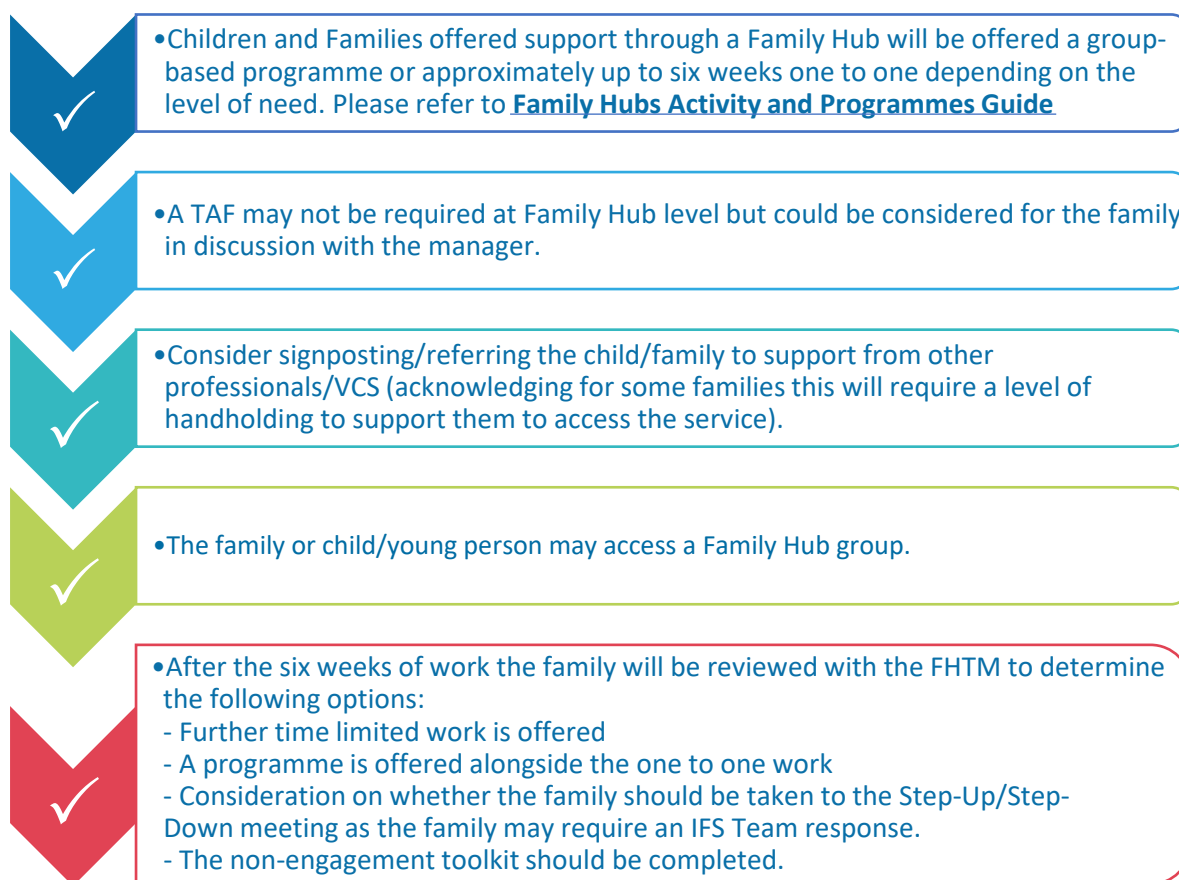 •Children and Families offered support through a Family Hub will be offered a group-
based programme or approximately up to six weeks one to one depending on the
level of need. Please refer to Family Hubs Activity and Programmes Guide
•A TAF may not be required at Family Hub level but could be considered for the family
in discussion with the manager.
•Consider signposting/referring the child/family to support from other
professionals/VCS (acknowledging for some families this will require a level of
handholding to support them to access the service).
•The family or child/young person may access a Family Hub group.
•After the six weeks of work the family will be reviewed with the FHTM to determine
the following options:
- Further time limited work is offered
- A programme is offered alongside the one to one work
- Consideration on whether the family should be taken to the Step-Up/Step-
Down meeting as the family may require an IFS Team response.
- The non-engagement toolkit should be completed.